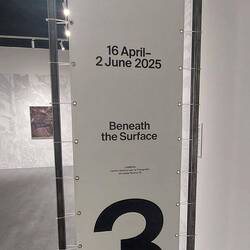 16 April–
2 June 2025
Beneath
the Surface
3